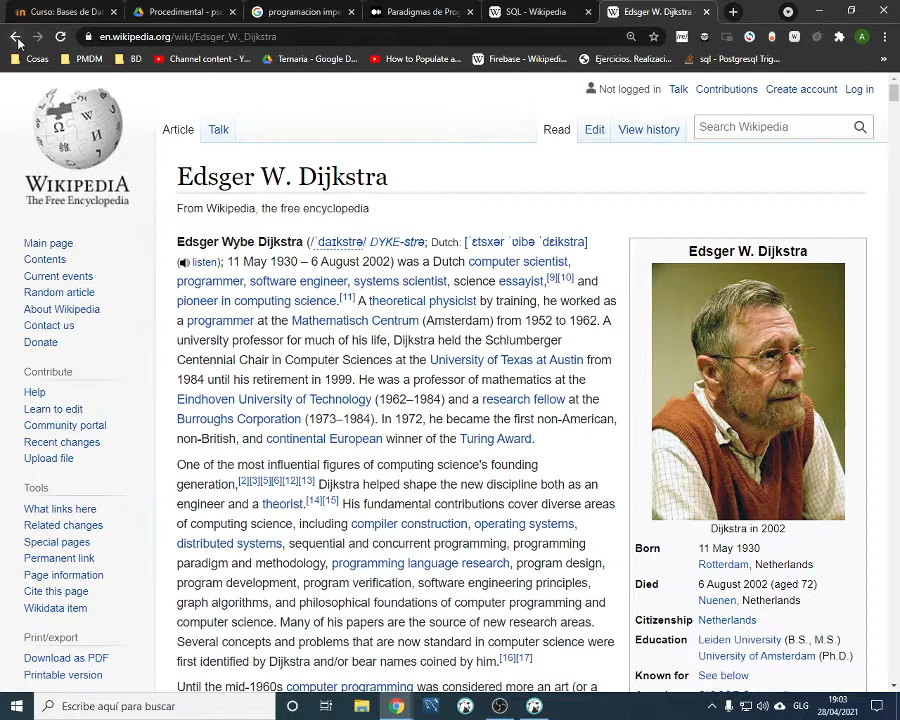 Curso: Bases de Dat
Procedimental - pse
programacion impe
Paradigmas de Prog
SQL - Wikipedia
Edsger W. Dijkstra -
en.wikipedia.org/wiki/Edsger_W._Dijkstra
Cosas
PMDM
BD
Channel content - Y...
Ternaria - Google D...
How to Populate a...
Firebase - Wikipedi...
Ejercicios. Realizaci...
sql - Postgresql Trig...
Not logged in Talk Contributions Create account Log in
Article Talk
Read Edit View history
Search Wikipedia
WIKIPEDIA
The Free Encyclopedia
Main page
Contents
Current events
Random article
About Wikipedia
Contact us
Donate
Contribute
Help
Learn to edit
Community portal
Recent changes
Upload file
Tools
What links here
Related changes
Special pages
Permanent link
Page information
Cite this page
Wikidata item
Print/export
Download as PDF
Printable version
Edsger W. Dijkstra
From Wikipedia, the free encyclopedia
Edsger Wybe Dijkstra (/ˈdaɪkstrə/ DYKE-strə; Dutch: [ˈɛtsxər ˈʋibə ˈdɛikstra]
(listen); 11 May 1930 – 6 August 2002) was a Dutch computer scientist,
programmer, software engineer, systems scientist, science essayist,[9][10] and
pioneer in computing science.[11] A theoretical physicist by training, he worked as
a programmer at the Mathematisch Centrum (Amsterdam) from 1952 to 1962. A
university professor for much of his life, Dijkstra held the Schlumberger
Centennial Chair in Computer Sciences at the University of Texas at Austin from
1984 until his retirement in 1999. He was a professor of mathematics at the
Eindhoven University of Technology (1962–1984) and a research fellow at the
Burroughs Corporation (1973–1984). In 1972, he became the first non-American,
non-British, and continental European winner of the Turing Award.
One of the most influential figures of computing science's founding
generation,[2][3][5][6][12][13] Dijkstra helped shape the new discipline both as an
engineer and a theorist.[14][15] His fundamental contributions cover diverse areas
of computing science, including compiler construction, operating systems,
distributed systems, sequential and concurrent programming, programming
paradigm and methodology, programming language research, program design,
program development, program verification, software engineering principles,
graph algorithms, and philosophical foundations of computer programming and
computer science. Many of his papers are the source of new research areas.
Several concepts and problems that are now standard in computer science were
first identified by Dijkstra and/or bear names coined by him.[16][17]
Until the mid-1960s computer programming was considered more an art (or a
Edsger W. Dijkstra
Dijkstra in 2002
Born 11 May 1930
Rotterdam, Netherlands
Died 6 August 2002 (aged 72)
Nuenen, Netherlands
Citizenship Netherlands
Education Leiden University (B.S., M.S.)
University of Amsterdam (Ph.D.)
Known for See below
Escribe aquí para buscar
GLG
19:03
28/04/2021